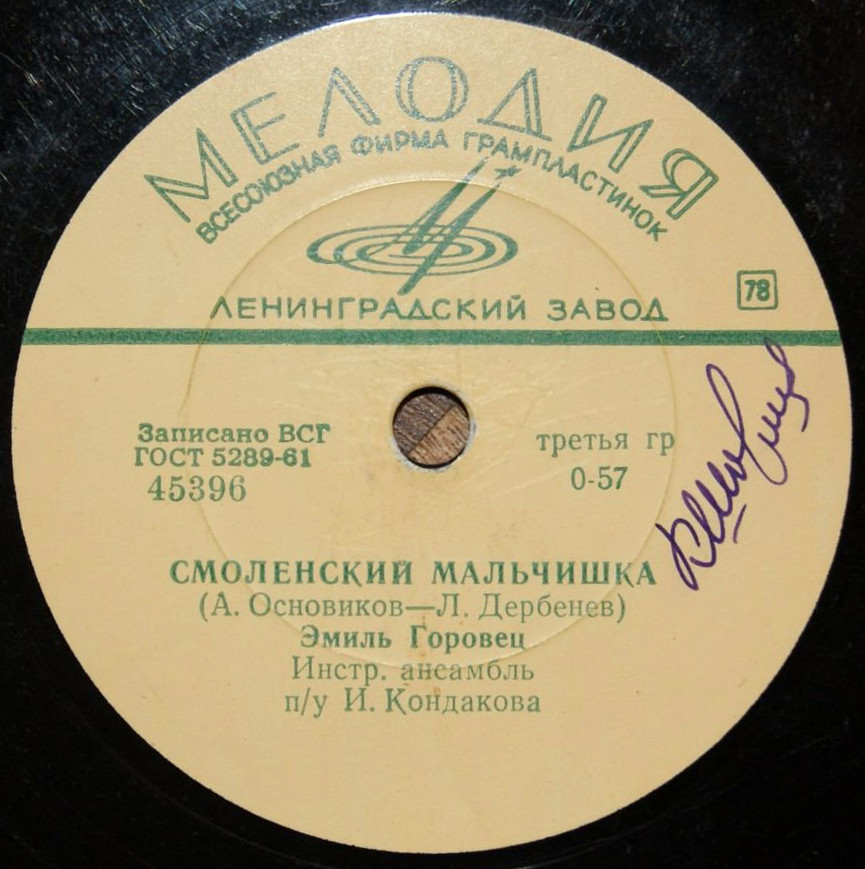 МЕЛОДИЯ
ВСЕСОЮЗНАЯ ФИРМА ГРАМПЛАСТИНОК
ЛЕНИНГРАДСКИЙ ЗАВОД
78
Записано ВСГ
ГОСТ 5289-61
45396
третья гр
0-57
СМОЛЕНСКИЙ МАЛЬЧИШКА
(А. Основиков—Л. Дербенев)
Эмиль Горовец
Инстр. ансамбль
п/у И. Кондакова